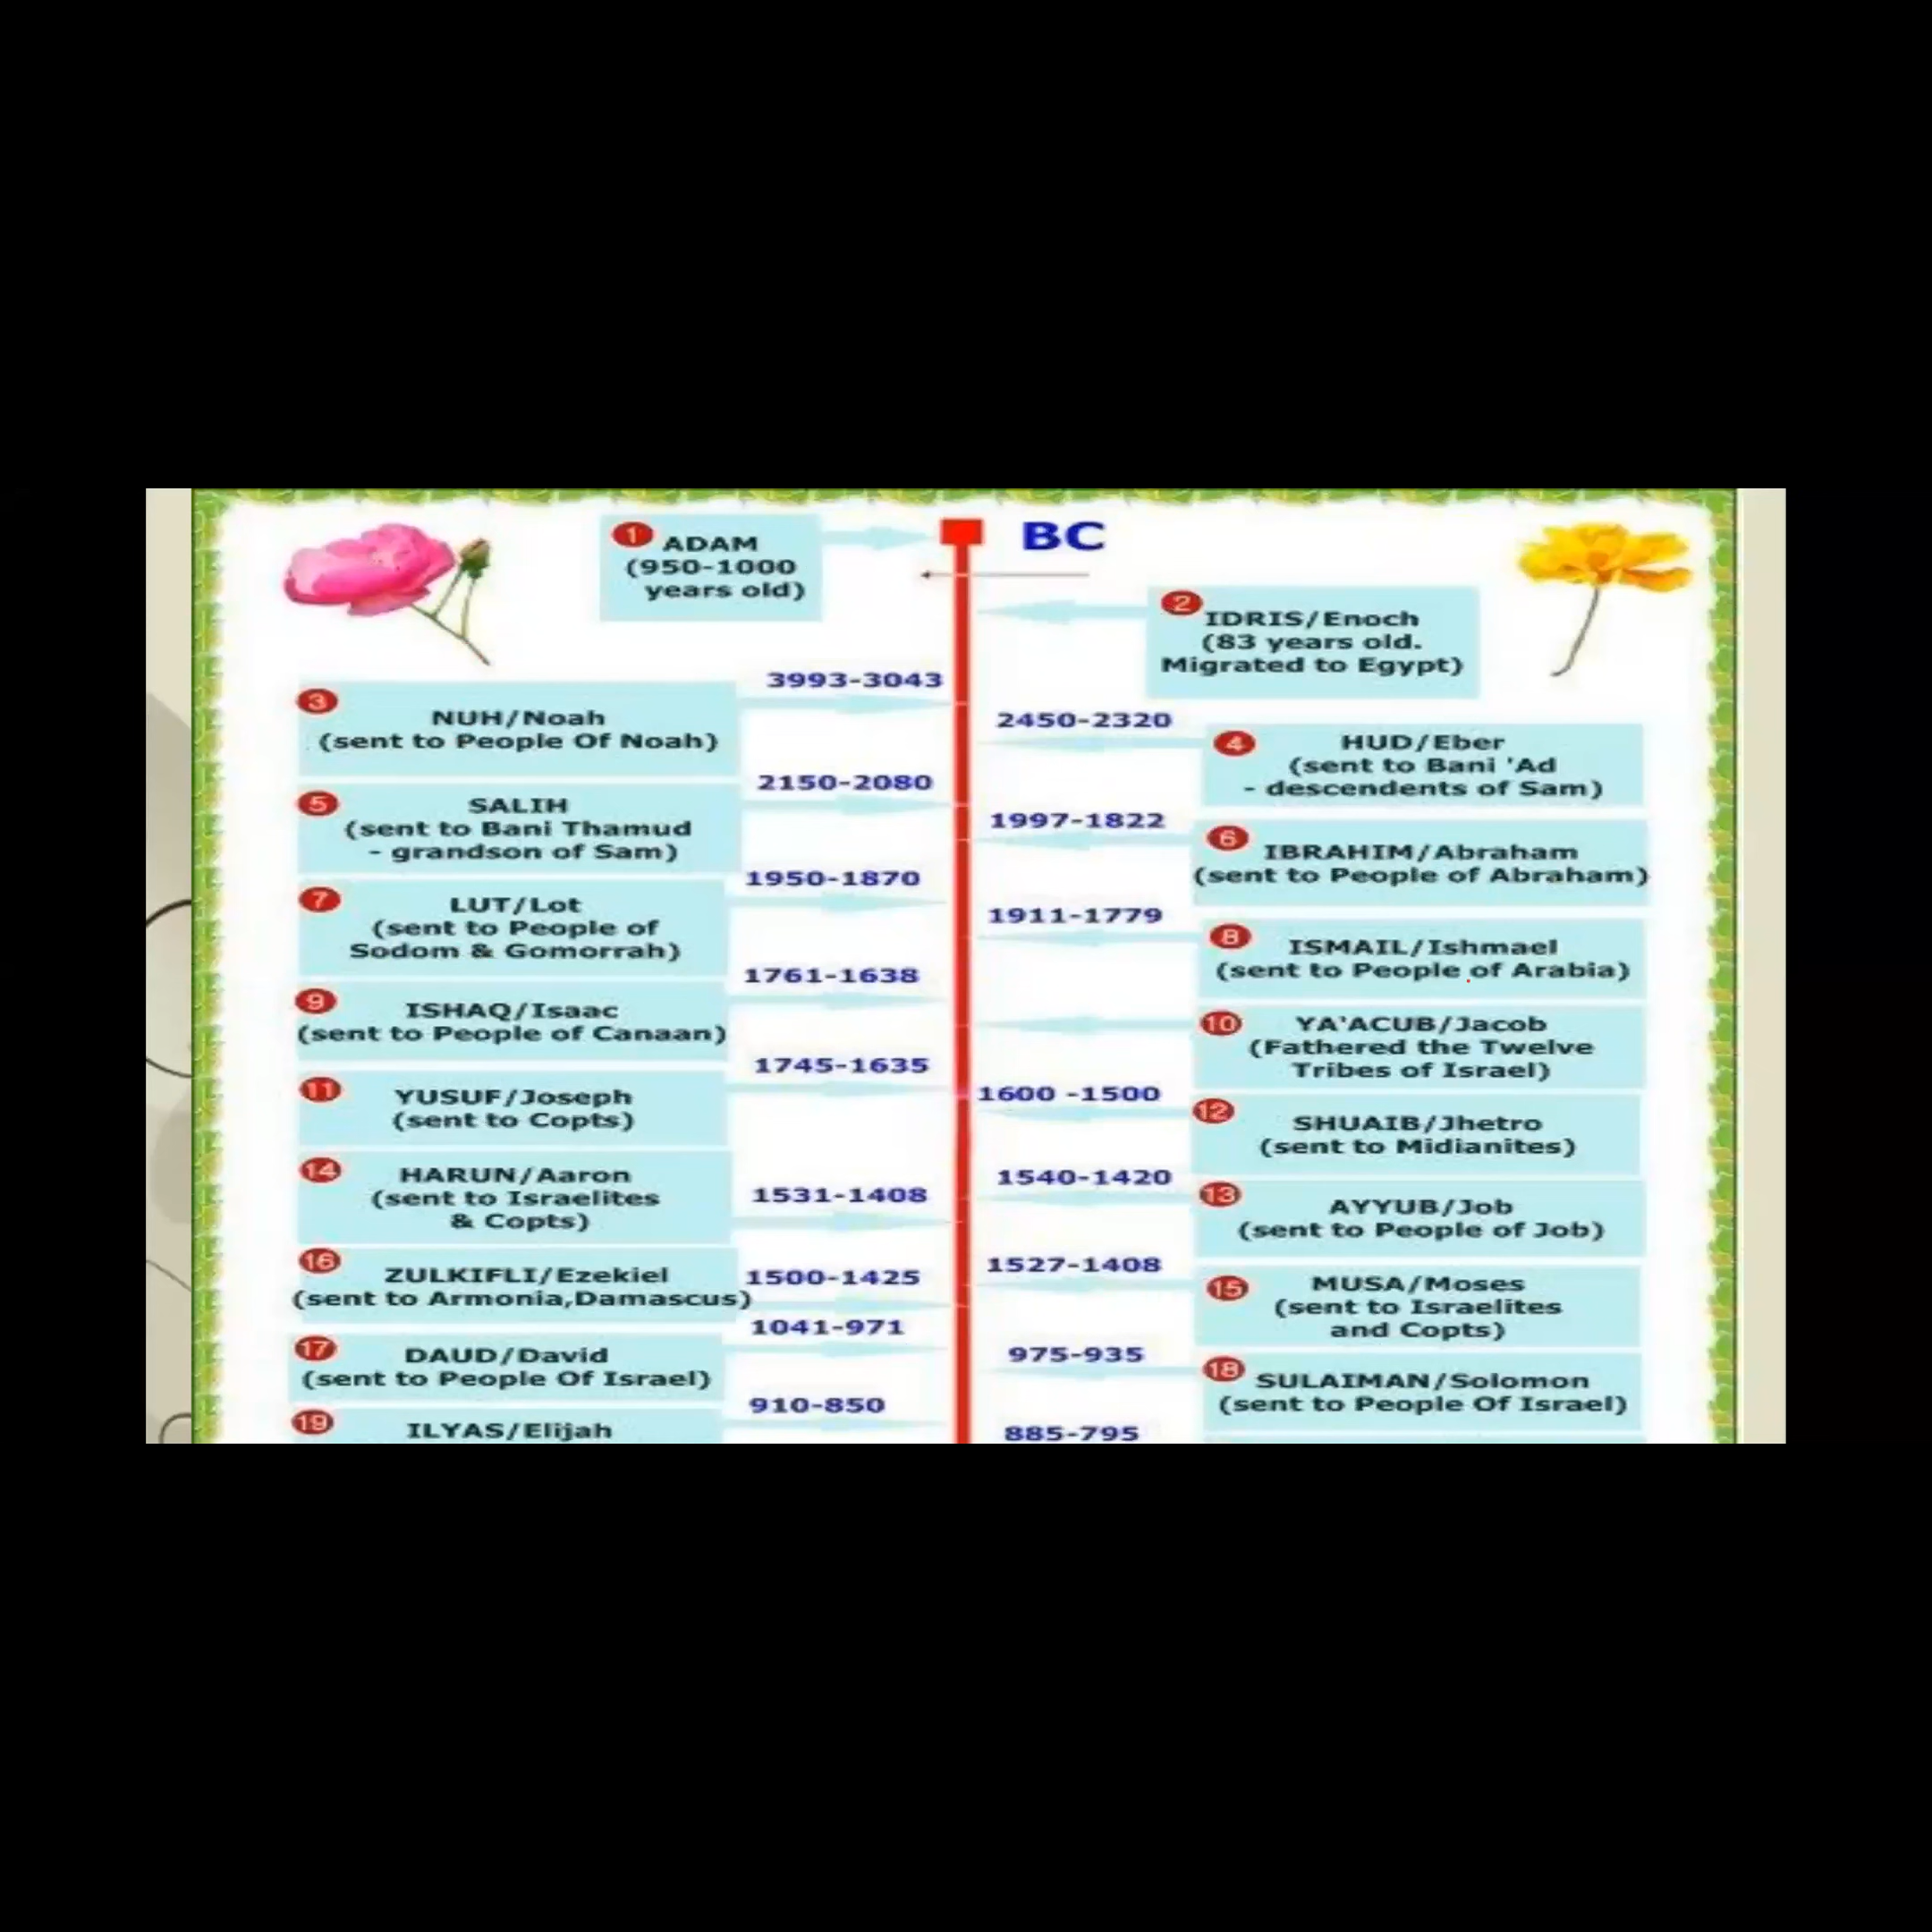 1 ADAM
(950-1000
years old)
BC
2 IDRIS/Enoch
(83 years old.
Migrated to Egypt)
3993-3043
3 NUH/Noah
(sent to People Of Noah)
2450-2320
4 HUD/Eber
(sent to Bani 'Ad
- descendents of Sam)
2150-2080
5 SALIH
(sent to Bani Thamud
- grandson of Sam)
1997-1822
6 IBRAHIM/Abraham
(sent to People of Abraham)
1950-1870
7 LUT/Lot
(sent to People of
Sodom & Gomorrah)
1911-1779
8 ISMAIL/Ishmael
(sent to People of Arabia)
1761-1638
9 ISHAQ/Isaac
(sent to People of Canaan)
10 YA'ACUB/Jacob
(Fathered the Twelve
Tribes of Israel)
1745-1635
11 YUSUF/Joseph
(sent to Copts)
1600 -1500
12 SHUAIB/Jhetro
(sent to Midianites)
1540-1420
13 AYYUB/Job
(sent to People of Job)
1531-1408
14 HARUN/Aaron
(sent to Israelites
& Copts)
1527-1408
15 MUSA/Moses
(sent to Israelites
and Copts)
1500-1425
16 ZULKIFLI/Ezekiel
(sent to Armonia,Damascus)
1041-971
17 DAUD/David
(sent to People Of Israel)
975-935
18 SULAIMAN/Solomon
(sent to People Of Israel)
910-850
19 ILYAS/Elijah
885-795